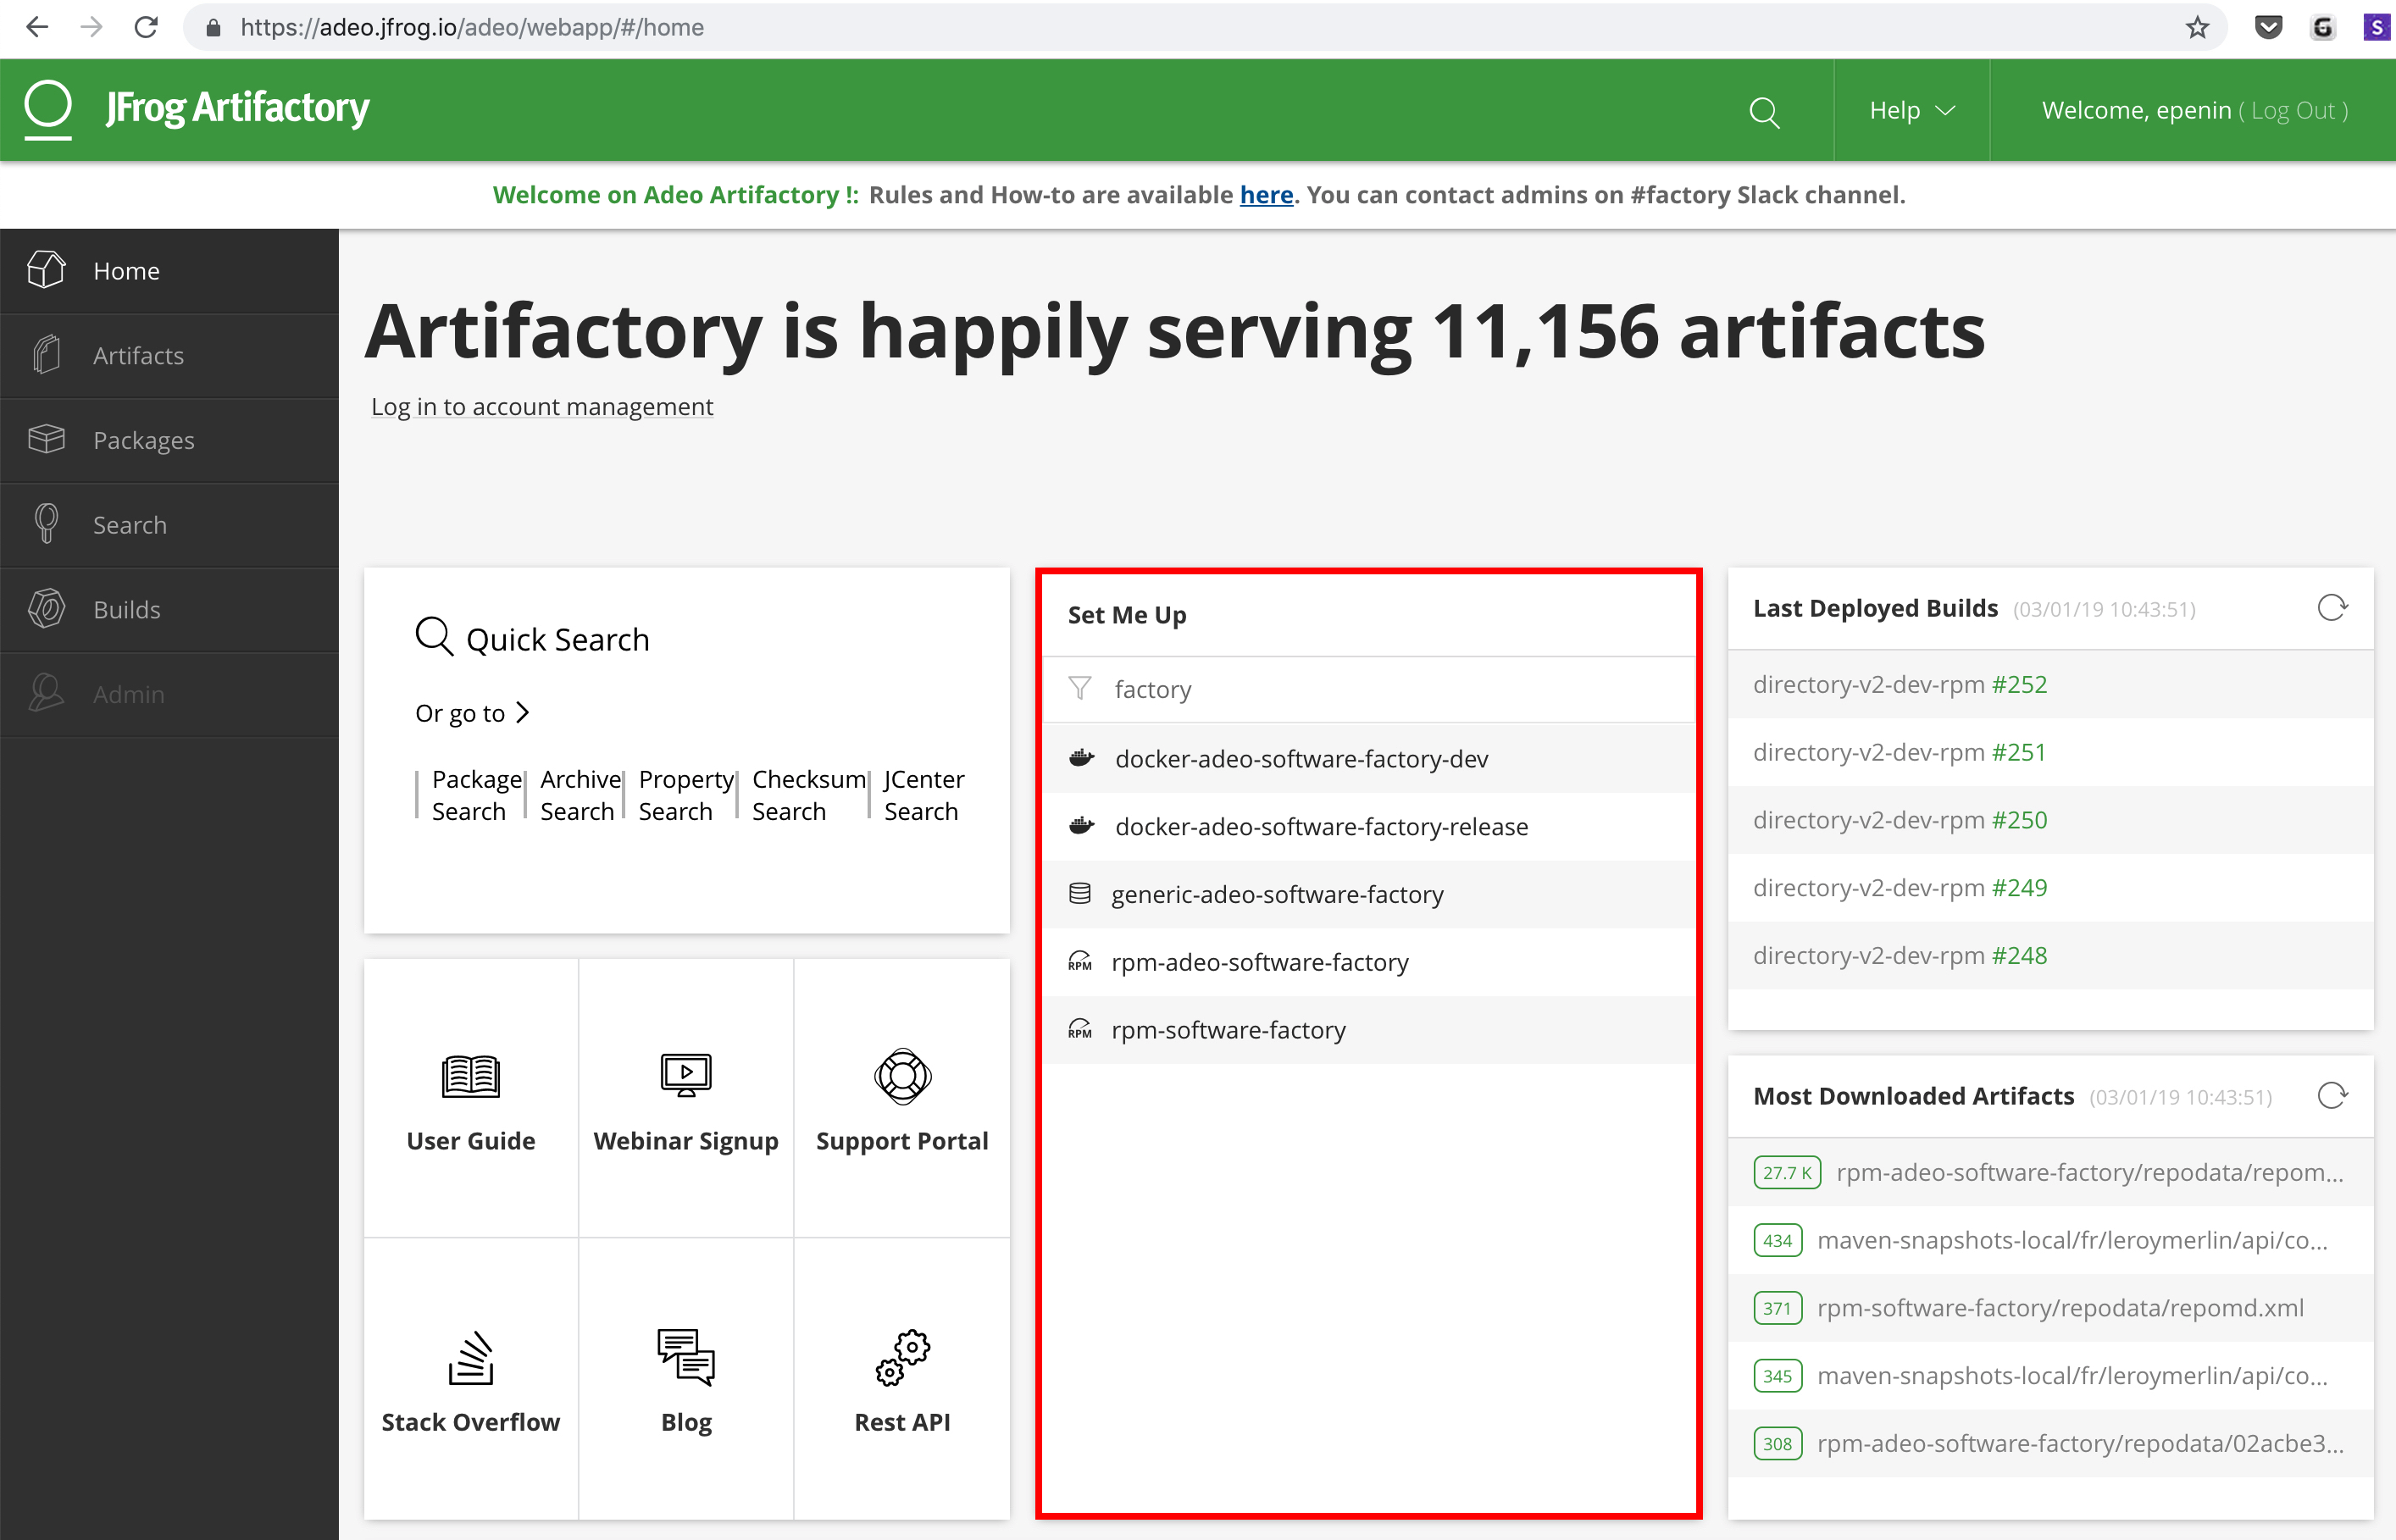 https://adeo.jfrog.io/adeo/webapp/#/home
G
S
JFrog Artifactory
Help
Welcome, epenin ( Log Out )
Welcome on Adeo Artifactory !: Rules and How-to are available here. You can contact admins on #factory Slack channel.
Home
Artifacts
Packages
Search
Builds
Admin
Artifactory is happily serving 11,156 artifacts
Log in to account management
Quick Search
Or go to
Package Search
Archive Search
Property Search
Checksum Search
JCenter Search
User Guide
Webinar Signup
Support Portal
Stack Overflow
Blog
Rest API
Set Me Up
factory
docker-adeo-software-factory-dev
docker-adeo-software-factory-release
generic-adeo-software-factory
RPM rpm-adeo-software-factory
RPM rpm-software-factory
Last Deployed Builds (03/01/19 10:43:51)
directory-v2-dev-rpm #252
directory-v2-dev-rpm #251
directory-v2-dev-rpm #250
directory-v2-dev-rpm #249
directory-v2-dev-rpm #248
Most Downloaded Artifacts (03/01/19 10:43:51)
27.7 K rpm-adeo-software-factory/repodata/repom...
434 maven-snapshots-local/fr/leroymerlin/api/co...
371 rpm-software-factory/repodata/repomd.xml
345 maven-snapshots-local/fr/leroymerlin/api/co...
308 rpm-adeo-software-factory/repodata/02acbe3...